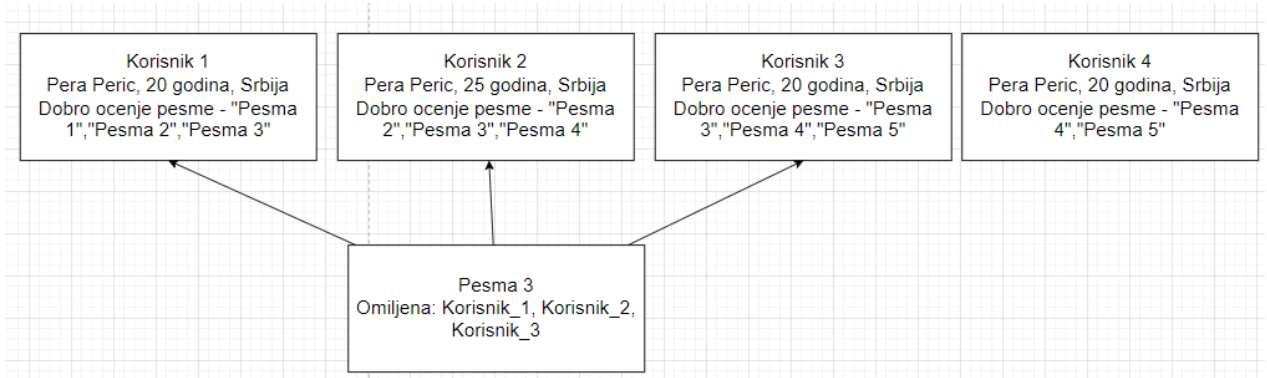 Korisnik 1
Pera Peric, 20 godina, Srbija
Dobro ocenje pesme - "Pesma
1","Pesma 2","Pesma 3"
Korisnik 2
Pera Peric, 25 godina, Srbija
Dobro ocenje pesme - "Pesma
2","Pesma 3","Pesma 4"
Korisnik 3
Pera Peric, 20 godina, Srbija
Dobro ocenje pesme - "Pesma
3","Pesma 4","Pesma 5"
Korisnik 4
Pera Peric, 20 godina, Srbija
Dobro ocenje pesme - "Pesma
4","Pesma 5"
Pesma 3
Omiljena: Korisnik_1, Korisnik_2,
Korisnik_3